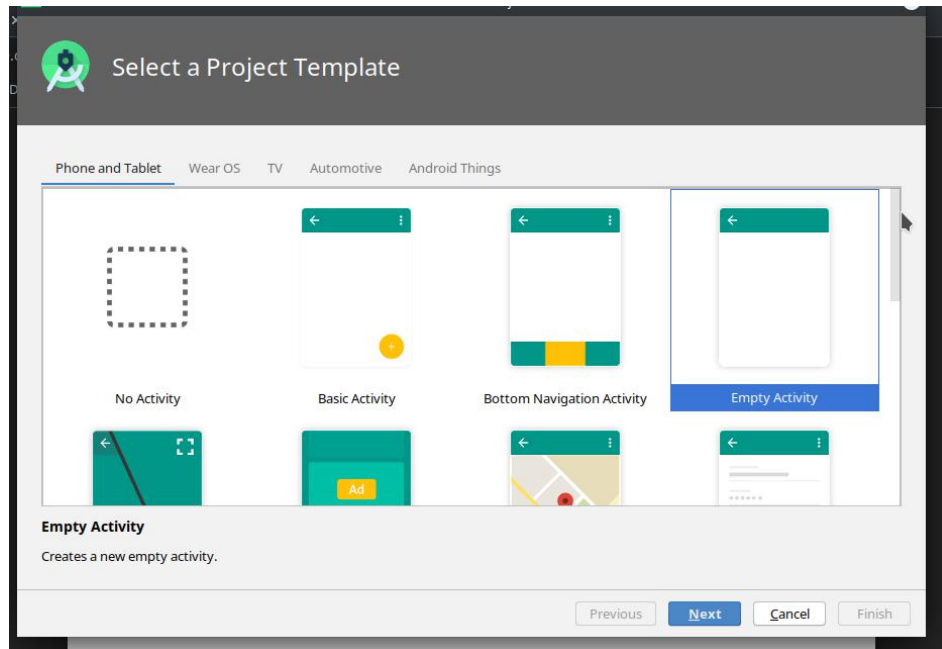 Select a Project Template
Phone and Tablet Wear OS TV Automotive Android Things
No Activity Basic Activity Bottom Navigation Activity Empty Activity
Ad
Empty Activity
Creates a new empty activity.
Previous Next Cancel Finish